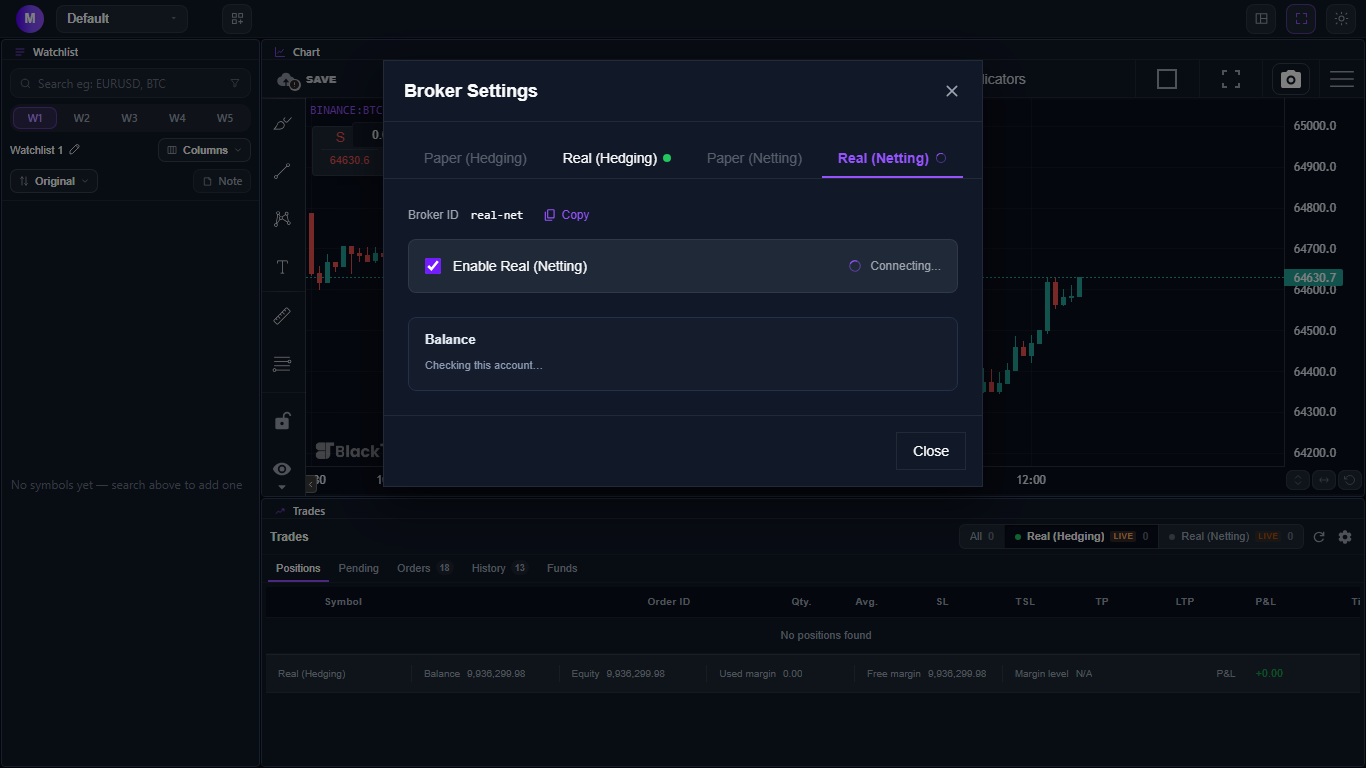 M Default
Watchlist
Chart
Search eg: EURUSD, BTC
SAVE
Broker Settings
W1 W2 W3 W4 W5
Watchlist 1 Columns
Original Note
No symbols yet — search above to add one
BINANCE:BTC
S
64630.6
Paper (Hedging) Real (Hedging) Paper (Netting) Real (Netting)
Broker ID real-net Copy
Enable Real (Netting) Connecting...
Balance
Checking this account...
Close
65000.0
64900.0
64800.0
64700.0
64630.7
64600.0
64500.0
64400.0
64300.0
64200.0
12:00
Trades
Trades
All 0 Real (Hedging) LIVE 0 Real (Netting) LIVE 0
Positions Pending Orders 18 History 13 Funds
Symbol Order ID Qty. Avg. SL TSL TP LTP P&L Ti
No positions found
Real (Hedging) Balance 9,936,299.98 Equity 9,936,299.98 Used margin 0.00 Free margin 9,936,299.98 Margin level N/A P&L +0.00